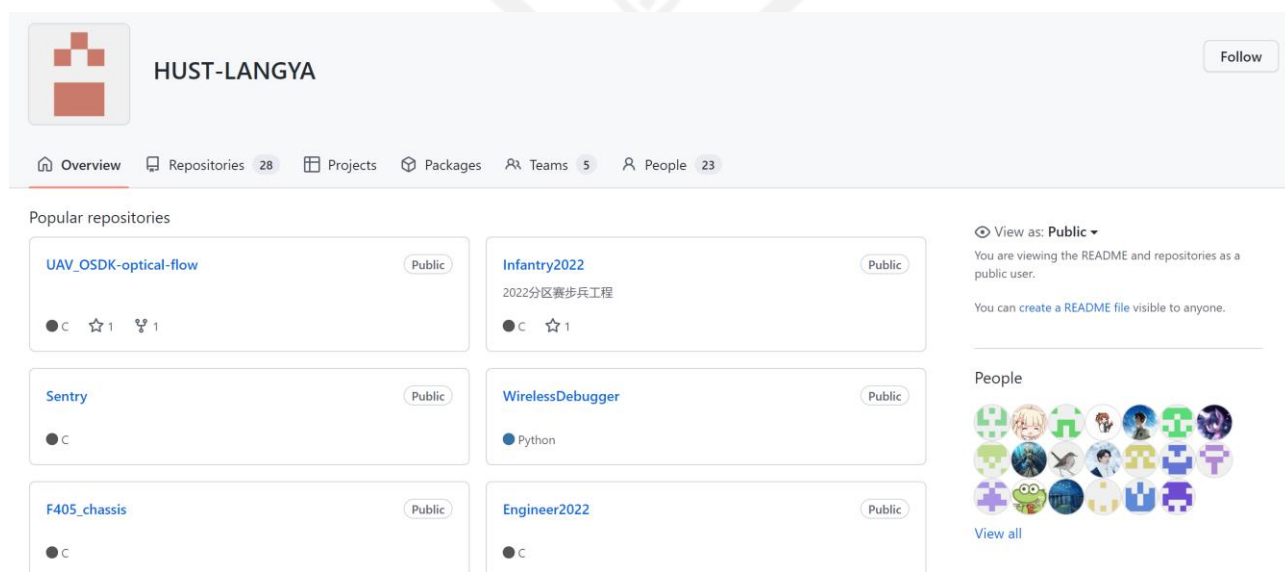 HUST-LANGYA
Follow
Overview
Repositories 28
Projects
Packages
Teams 5
People 23
Popular repositories
UAV_OSDK-optical-flow
Public
C 1 1
Infantry2022
Public
2022分区赛步兵工程
C 1
Sentry
Public
C
WirelessDebugger
Public
Python
F405_chassis
Public
C
Engineer2022
Public
C
View as: Public
You are viewing the README and repositories as a
public user.
You can create a README file visible to anyone.
People
View all